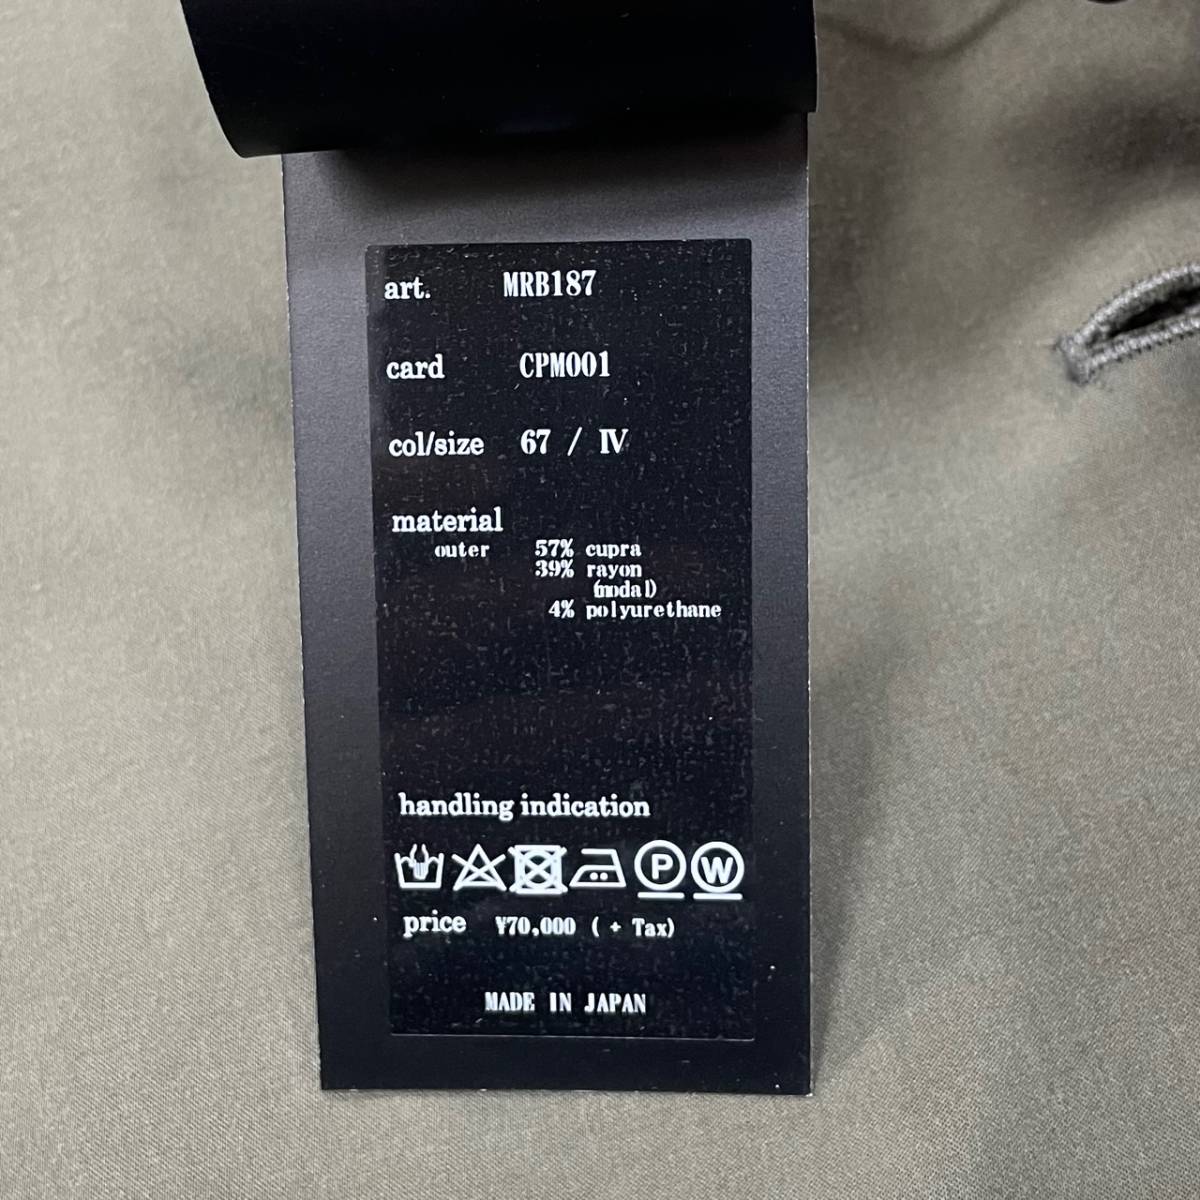 art. MRB187
card CPM001
col/size 67 / Ⅳ
material
outer 57% cupra
39% rayon
(modal)
4% polyurethane
handling indication
P W
price ¥70,000 ( + Tax)
MADE IN JAPAN